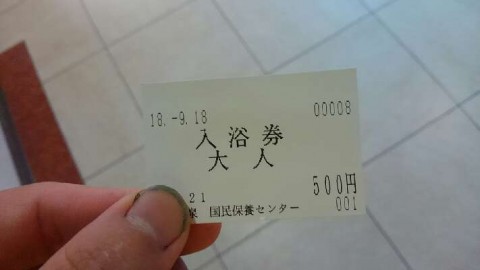 18.-9.18 00008
入浴券
大人
21 500円
泉 国民保養センター 001